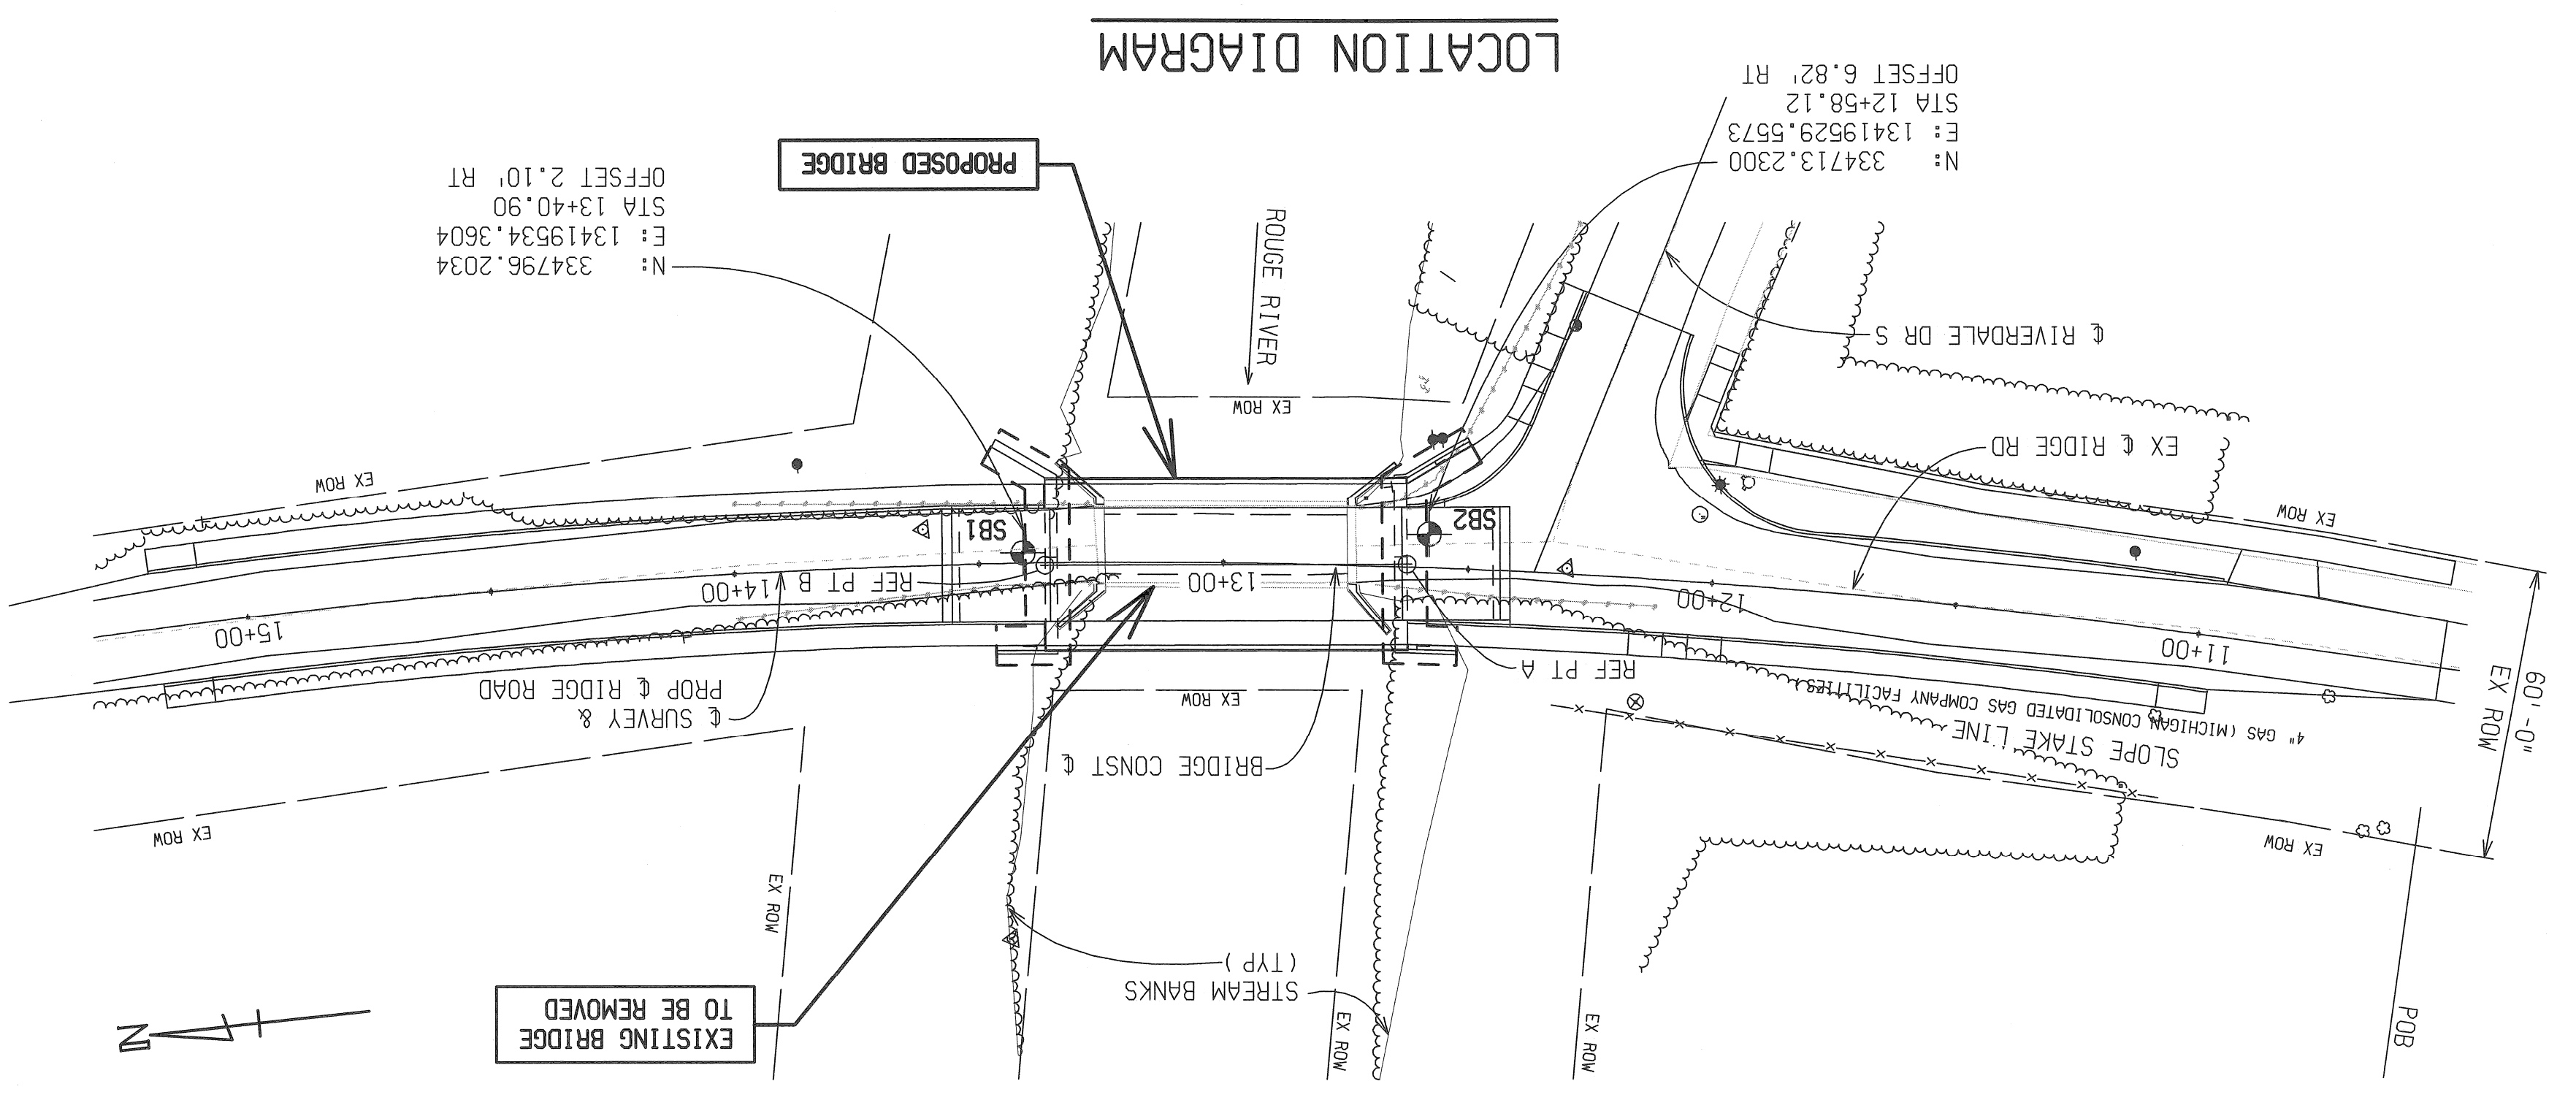 POB
EX ROW
EX ROW
STREAM BANKS
(TYP)
EX ROW
EXISTING BRIDGE
TO BE REMOVED
N
EX ROW
60'-0"
EX ROW
SLOPE STAKE LINE
4" GAS (MICHIGAN CONSOLIDATED GAS COMPANY FACILITIES)
BRIDGE CONST ℄
EX ROW
℄ SURVEY &
PROP ℄ RIDGE ROAD
EX ROW
11+00
REF PT A
12+00
13+00
REF PT B
14+00
15+00
EX ROW
SB2
SB1
EX ROW
EX ℄ RIDGE RD
EX ROW
℄ RIVERDALE DR S
ROUGE RIVER
N: 334796.2034
E: 13419534.3604
STA 13+40.90
OFFSET 2.10' RT
N: 334713.2300
E: 13419529.5573
STA 12+58.12
OFFSET 6.82' RT
PROPOSED BRIDGE
LOCATION DIAGRAM